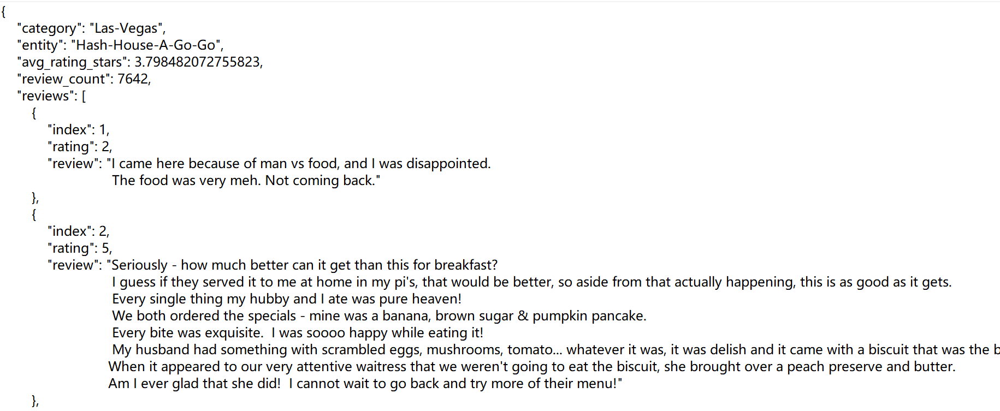 {
"category": "Las-Vegas",
"entity": "Hash-House-A-Go-Go",
"avg_rating_stars": 3.798482072755823,
"review_count": 7642,
"reviews": [
{
"index": 1,
"rating": 2,
"review": "I came here because of man vs food, and I was disappointed.
The food was very meh. Not coming back."
},
{
"index": 2,
"rating": 5,
"review": "Seriously - how much better can it get than this for breakfast?
I guess if they served it to me at home in my pi's, that would be better, so aside from that actually happening, this is as good as it gets.
Every single thing my hubby and I ate was pure heaven!
We both ordered the specials - mine was a banana, brown sugar & pumpkin pancake.
Every bite was exquisite.  I was soooo happy while eating it!
My husband had something with scrambled eggs, mushrooms, tomato... whatever it was, it was delish and it came with a biscuit that was the
When it appeared to our very attentive waitress that we weren't going to eat the biscuit, she brought over a peach preserve and butter.
Am I ever glad that she did!  I cannot wait to go back and try more of their menu!"
},